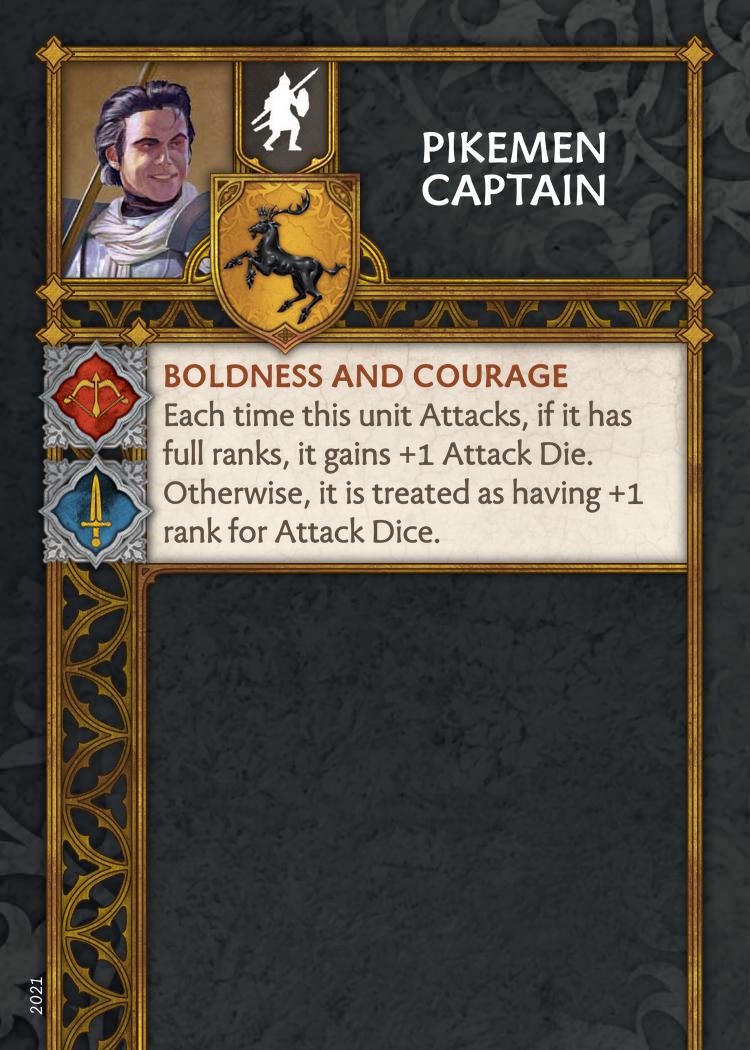 PIKEMEN
CAPTAIN
BOLDNESS AND COURAGE
Each time this unit Attacks, if it has
full ranks, it gains +1 Attack Die.
Otherwise, it is treated as having +1
rank for Attack Dice.
2021